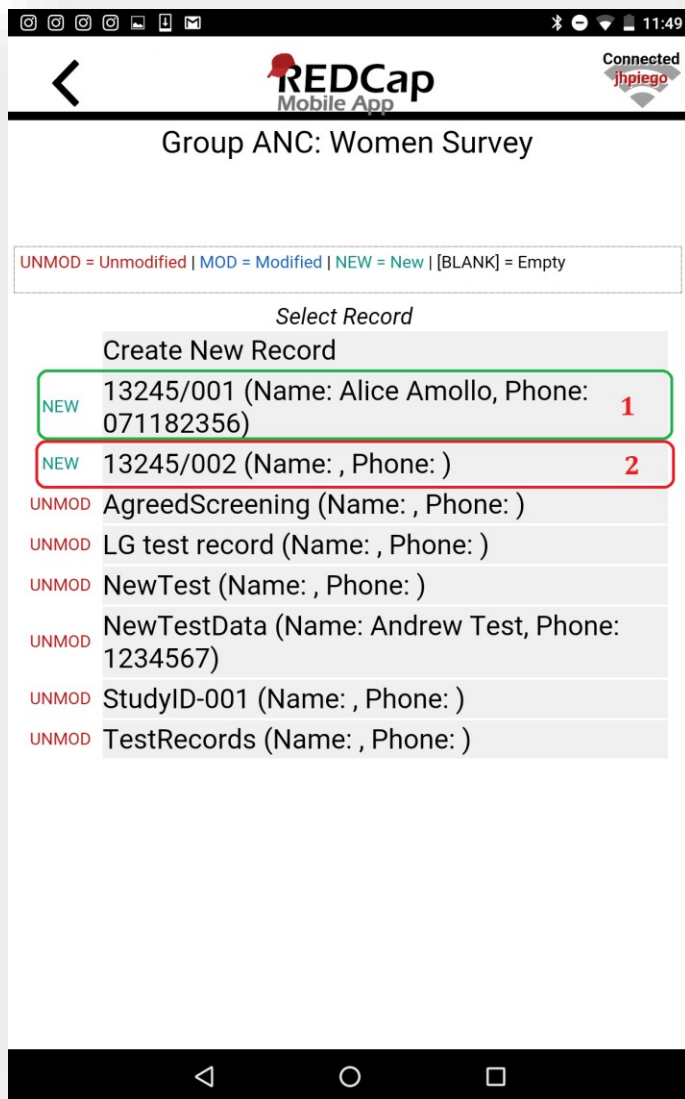 11:49
REDCap
Mobile App
Connected
jhpiego
Group ANC: Women Survey
UNMOD = Unmodified | MOD = Modified | NEW = New | [BLANK] = Empty
Select Record
Create New Record
NEW 13245/001 (Name: Alice Amollo, Phone: 1
071182356)
NEW 13245/002 (Name: , Phone: ) 2
UNMOD AgreedScreening (Name: , Phone: )
UNMOD LG test record (Name: , Phone: )
UNMOD NewTest (Name: , Phone: )
UNMOD NewTestData (Name: Andrew Test, Phone:
1234567)
UNMOD StudyID-001 (Name: , Phone: )
UNMOD TestRecords (Name: , Phone: )